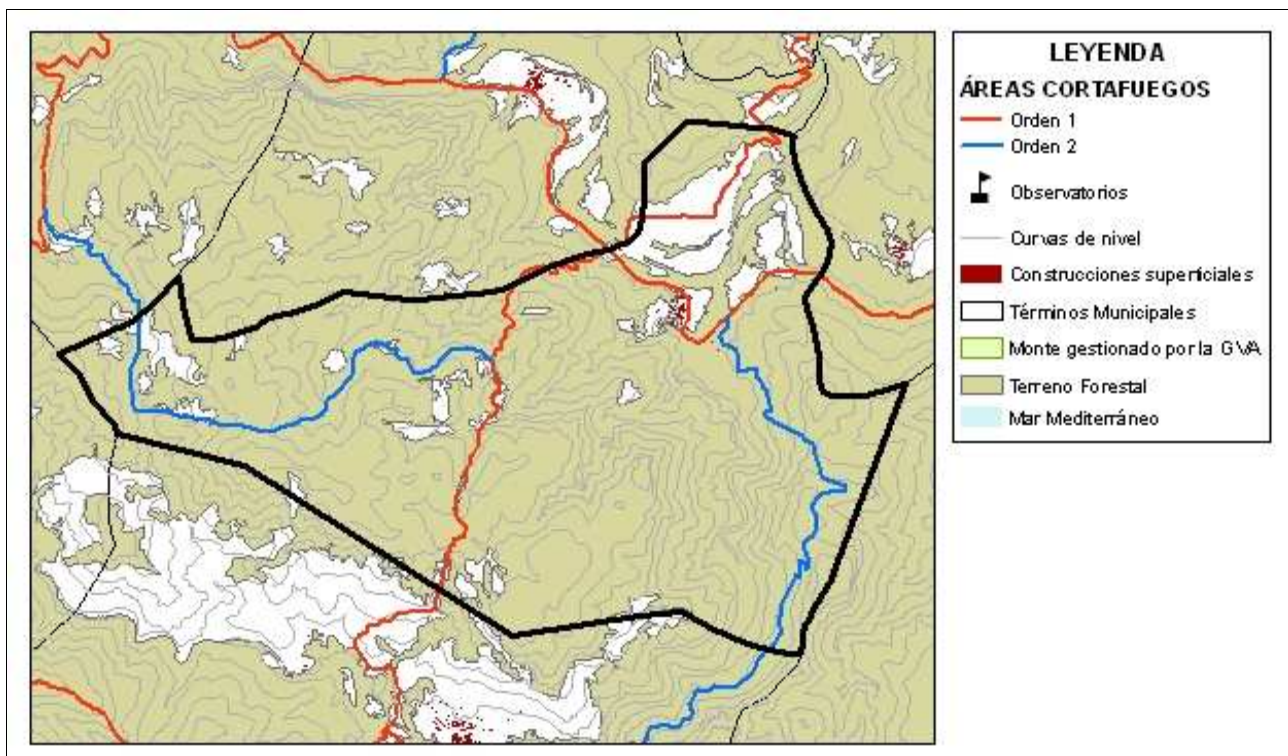 LEYENDA
ÁREAS CORTAFUEGOS
Orden 1
Orden 2
Observatorios
Curvas de nivel
Construcciones superficiales
Términos Municipales
Monte gestionado por la GVA
Terreno Forestal
Mar Mediterráneo